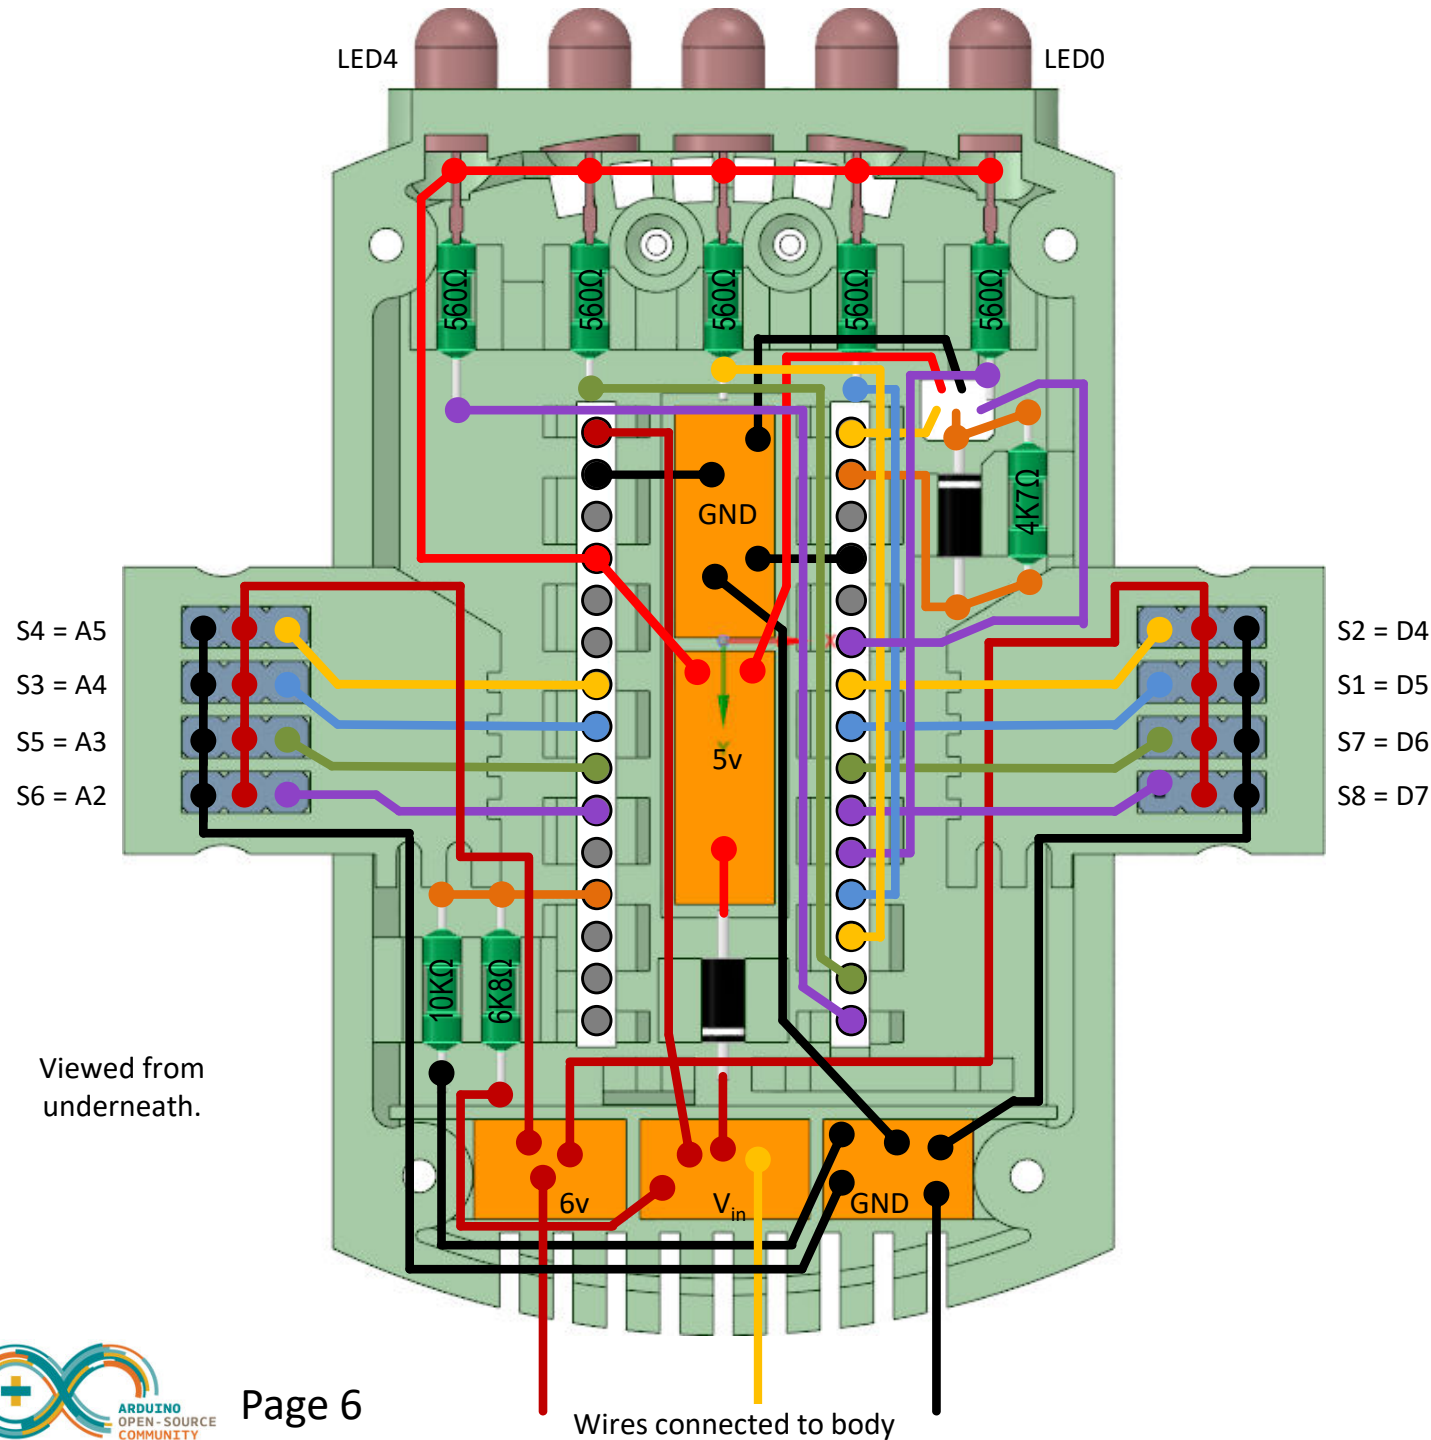 LED4
LED0
560Ω
560Ω
560Ω
560Ω
560Ω
4K7Ω
GND
X
S4 = A5
S3 = A4
S5 = A3
S6 = A2
S2 = D4
S1 = D5
S7 = D6
S8 = D7
Y
5v
10KΩ
6K8Ω
Viewed from
underneath.
6v
Vin
GND
ARDUINO
OPEN-SOURCE
COMMUNITY
Page 6
Wires connected to body